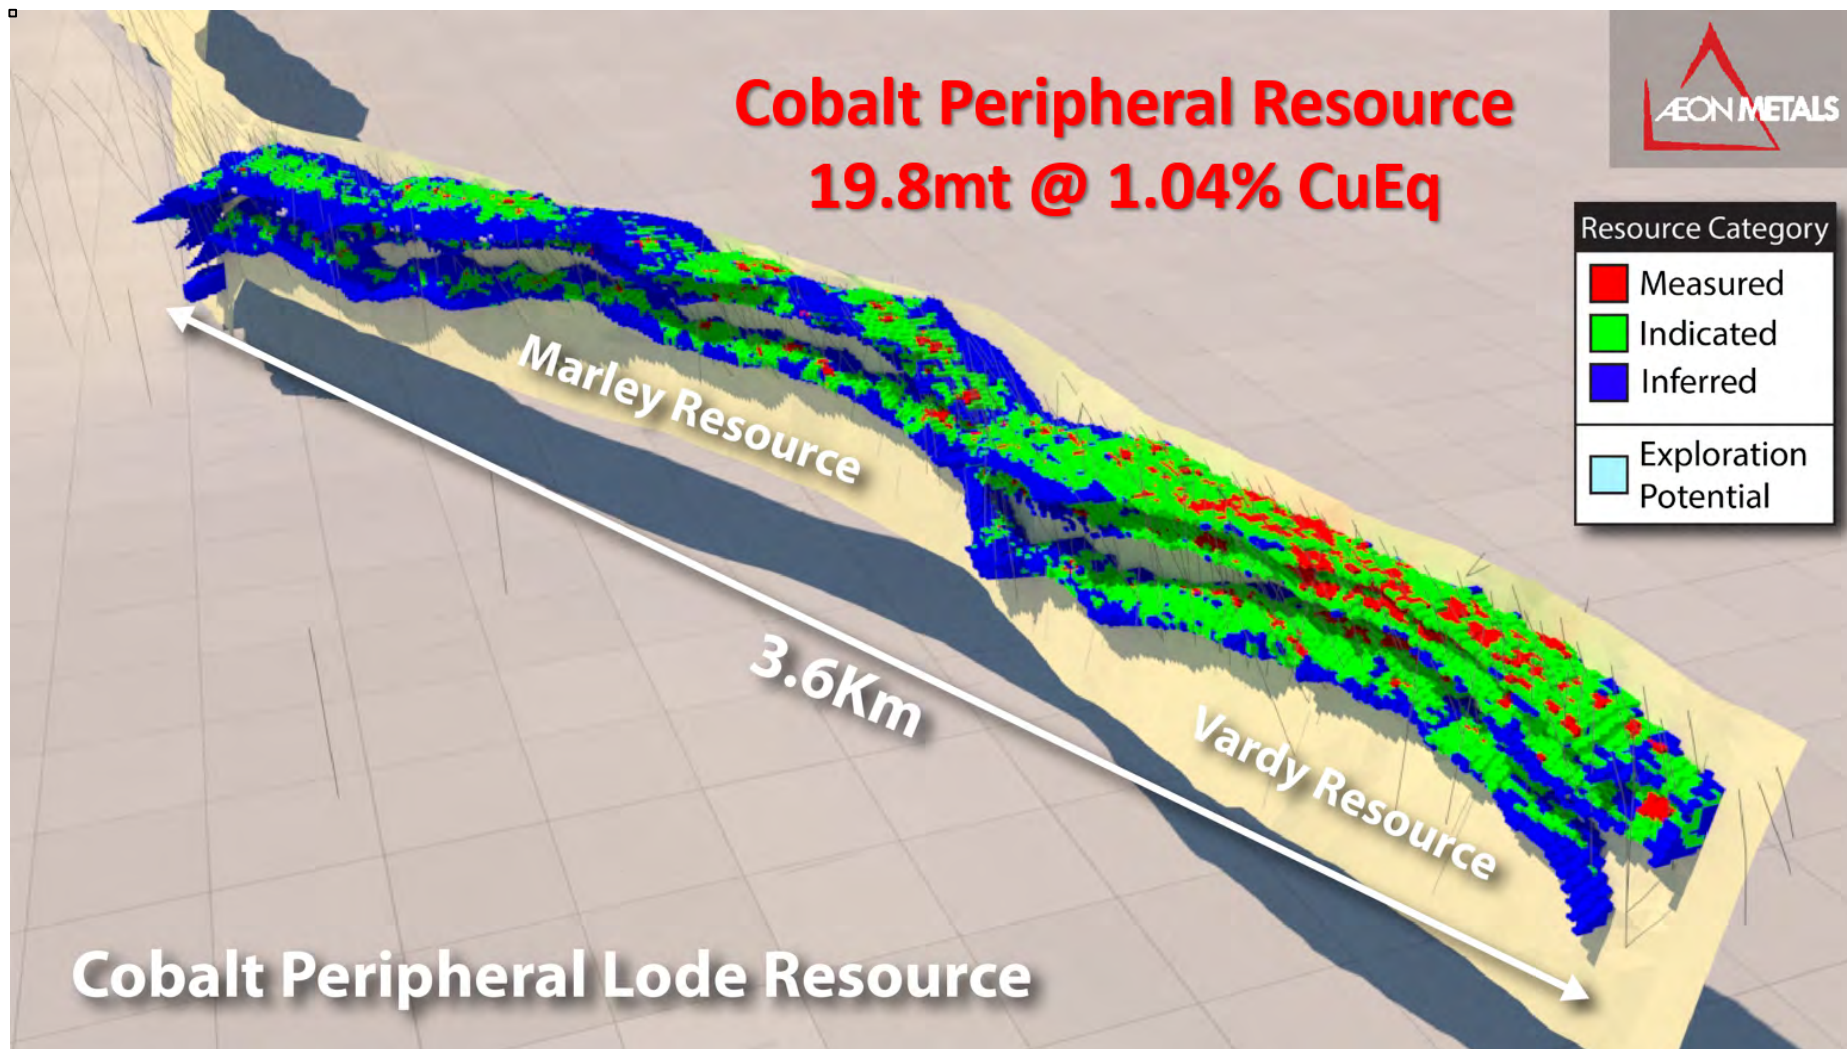 Cobalt Peripheral Resource
19.8mt @ 1.04% CuEq
ÆON METALS
Resource Category
Measured
Indicated
Inferred
Exploration
Potential
Marley Resource
3.6Km
Vardy Resource
Cobalt Peripheral Lode Resource